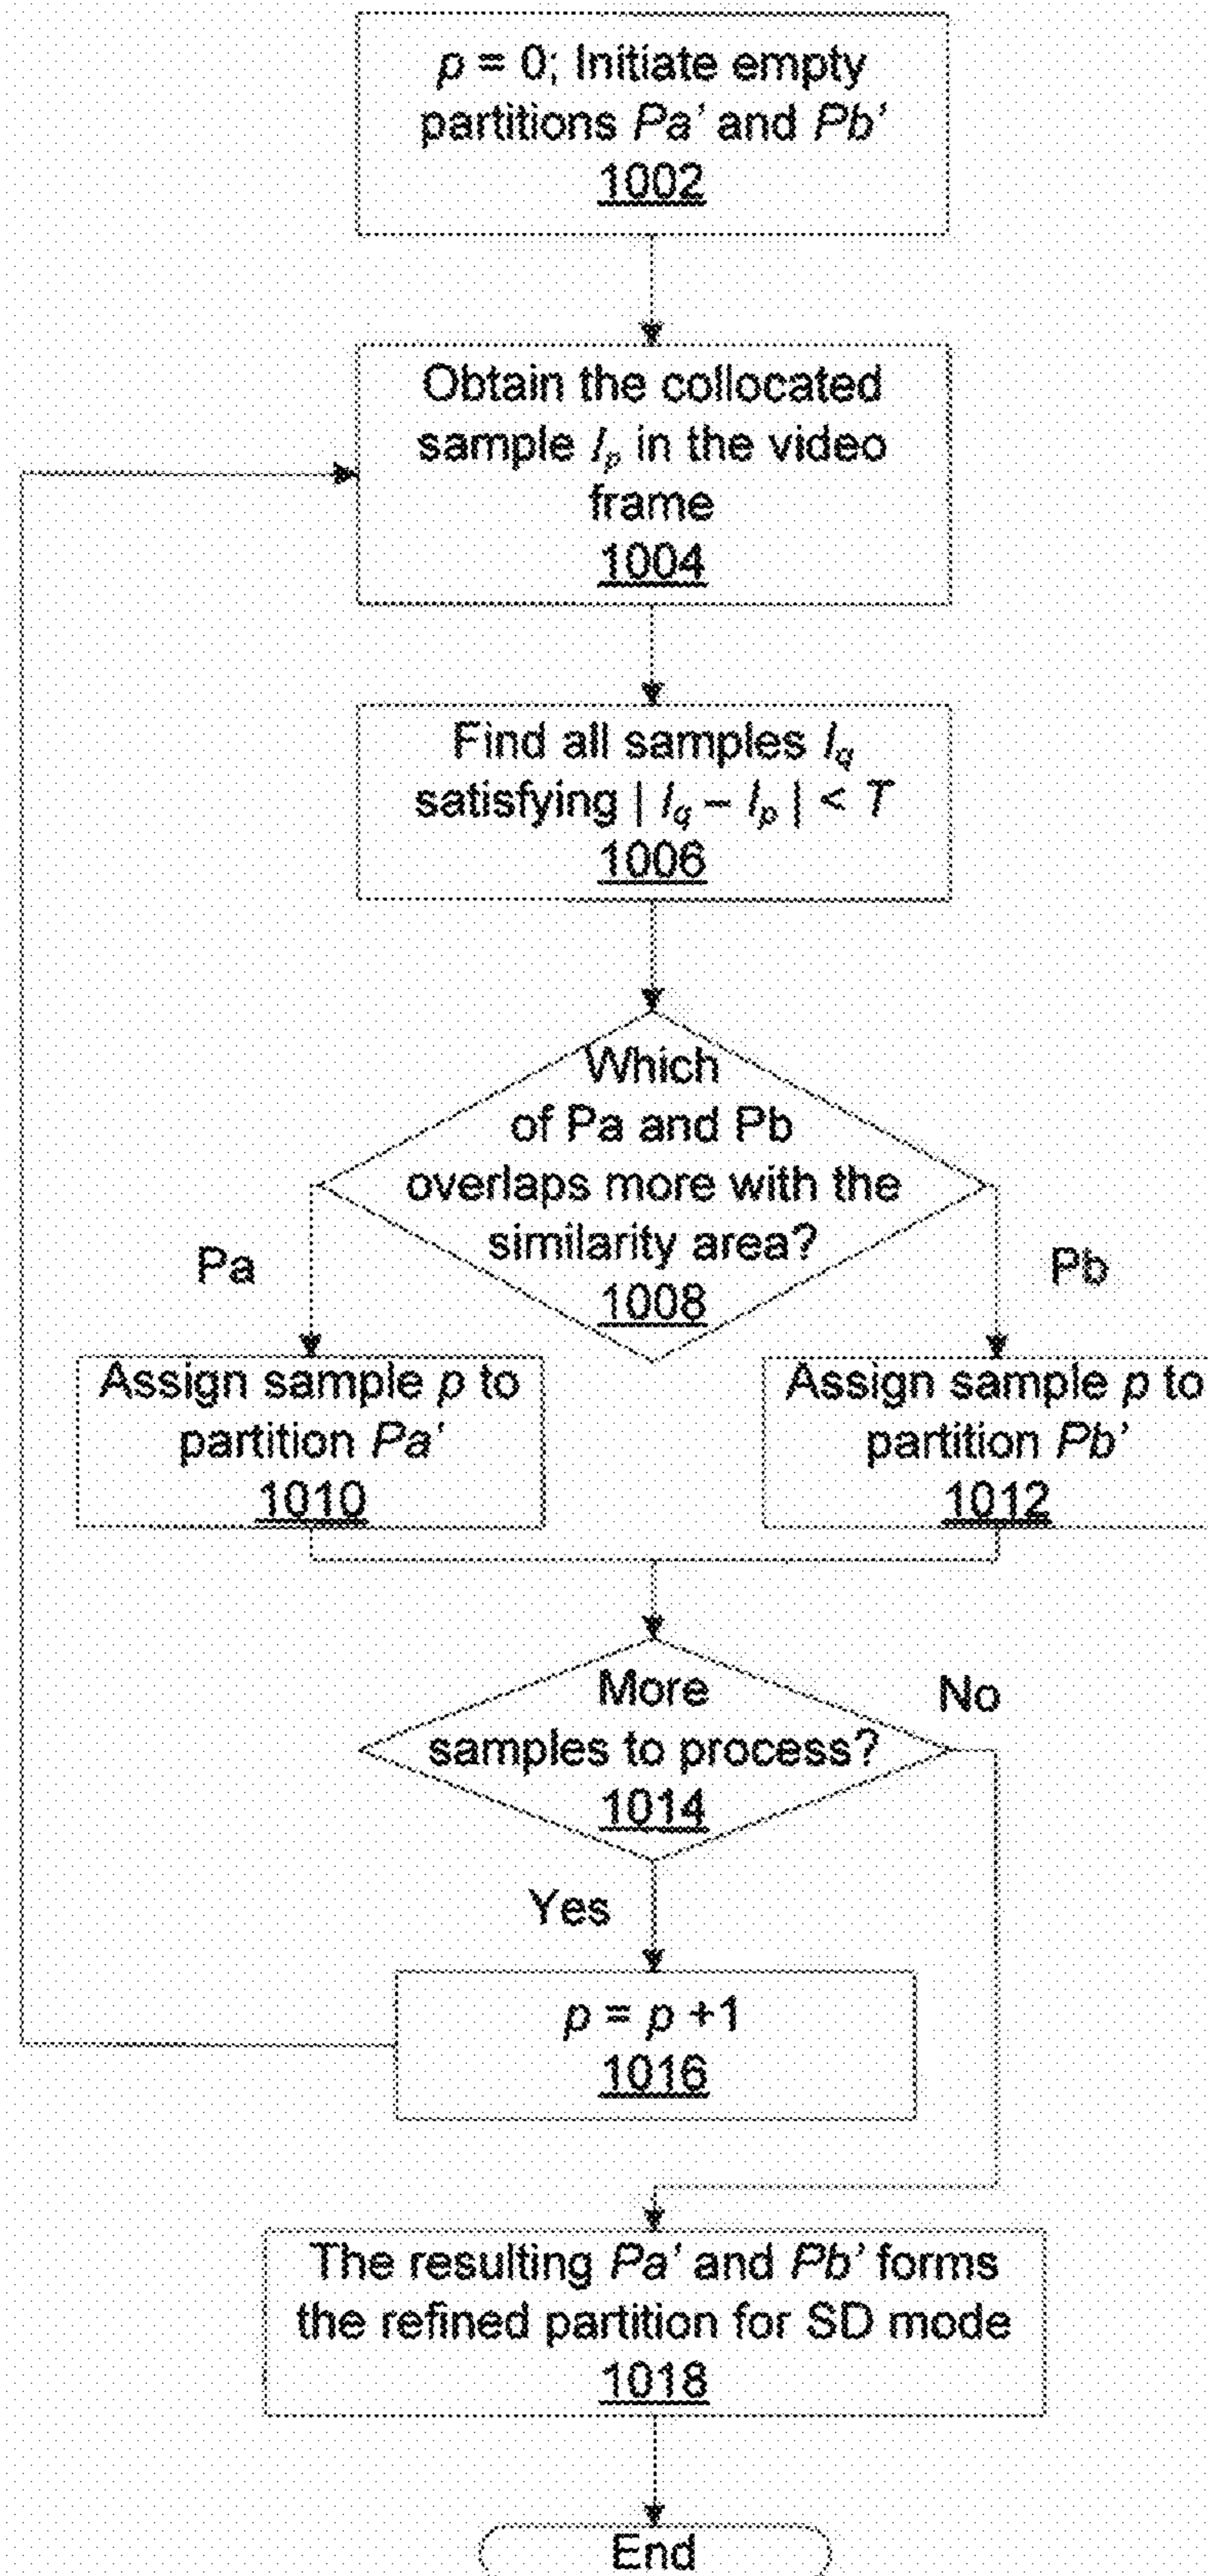 p = 0; Initiate empty
partitions Pa' and Pb'
1002
Obtain the collocated
sample Ip in the video
frame
1004
Find all samples Iq
satisfying | Iq – Ip | < T
1006
Which
of Pa and Pb
overlaps more with the
similarity area?
1008
Pa
Pb
Assign sample p to
partition Pa'
1010
Assign sample p to
partition Pb'
1012
More
samples to process?
1014
No
Yes
p = p +1
1016
The resulting Pa' and Pb' forms
the refined partition for SD mode
1018
End